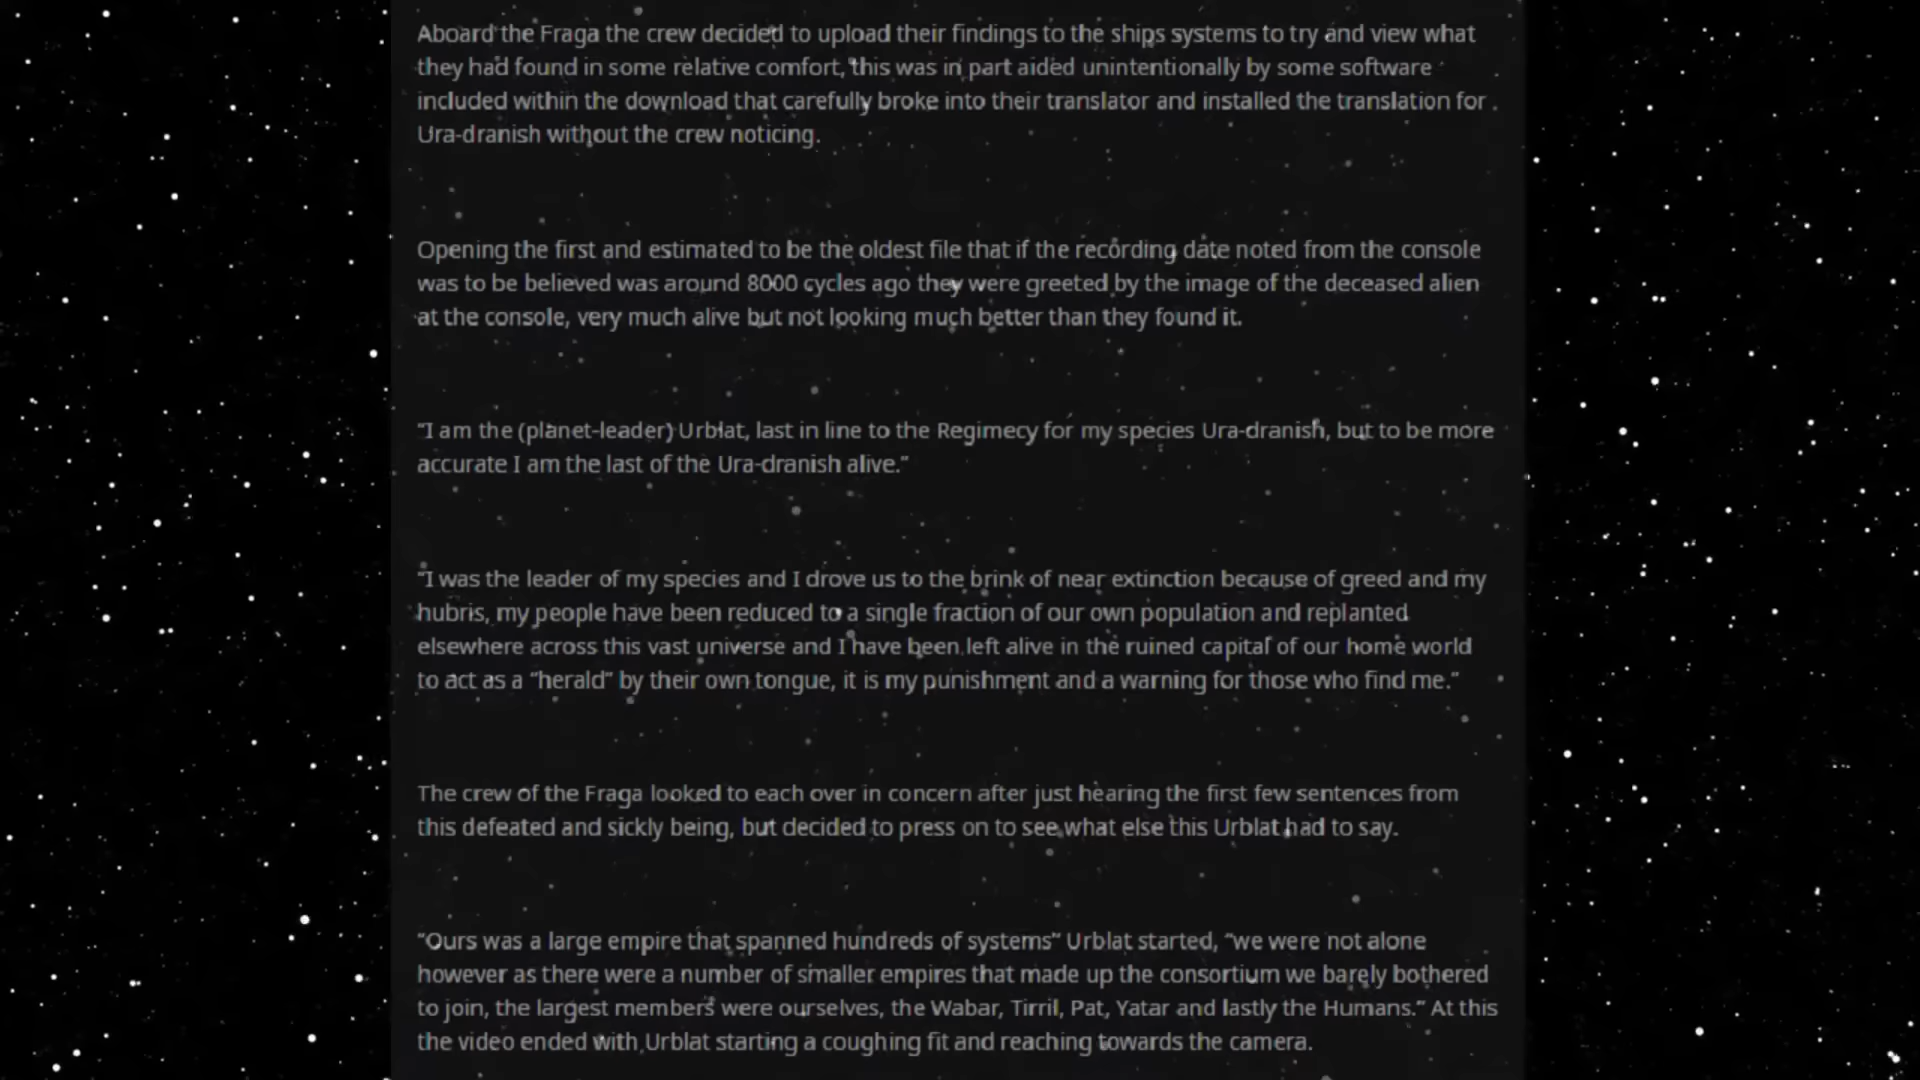 Aboard the Fraga the crew decided to upload their findings to the ships systems to try and view what
they had found in some relative comfort, this was in part aided unintentionally by some software
included within the download that carefully broke into their translator and installed the translation for
Ura-dranish without the crew noticing.
Opening the first and estimated to be the oldest file that if the recording date noted from the console
was to be believed was around 8000 cycles ago they were greeted by the image of the deceased alien
at the console, very much alive but not looking much better than they found it.
“I am the (planet-leader) Urblat, last in line to the Regimecy for my species Ura-dranish, but to be more
accurate I am the last of the Ura-dranish alive.”
“I was the leader of my species and I drove us to the brink of near extinction because of greed and my
hubris, my people have been reduced to a single fraction of our own population and replanted
elsewhere across this vast universe and I have been left alive in the ruined capital of our home world
to act as a “herald” by their own tongue, it is my punishment and a warning for those who find me.”
The crew of the Fraga looked to each over in concern after just hearing the first few sentences from
this defeated and sickly being, but decided to press on to see what else this Urblat had to say.
“Ours was a large empire that spanned hundreds of systems” Urblat started, “we were not alone
however as there were a number of smaller empires that made up the consortium we barely bothered
to join, the largest members were ourselves, the Wabar, Tirril, Pat, Yatar and lastly the Humans.” At this
the video ended with Urblat starting a coughing fit and reaching towards the camera.